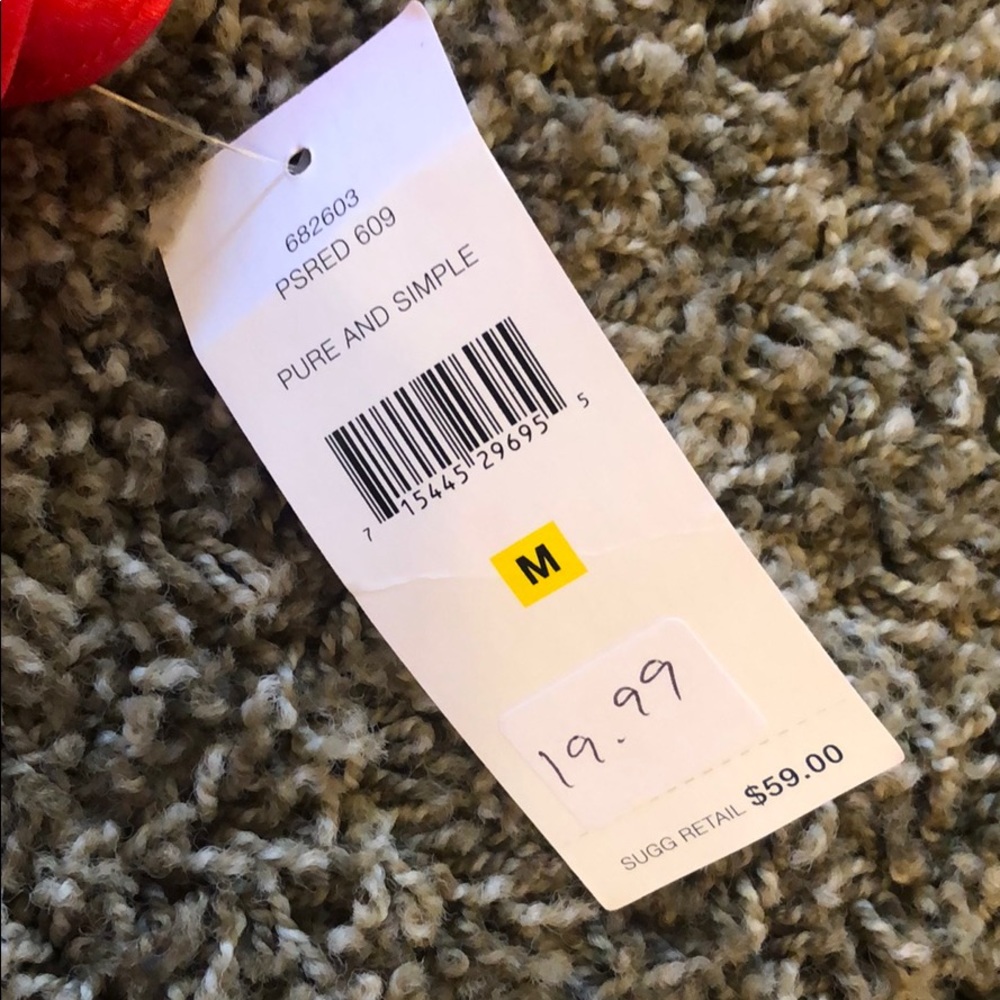 682603
PSRED 609
PURE AND SIMPLE
7 15445 29695 5
M
19.99
SUGG RETAIL $59.00